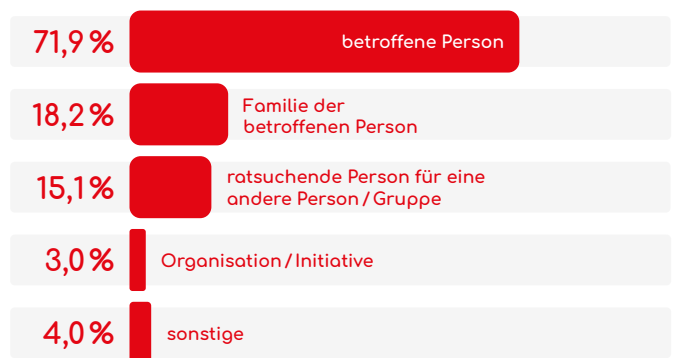 71,9 % betroffene Person
18,2 % Familie der
betroffenen Person
15,1 % ratsuchende Person für eine
andere Person / Gruppe
3,0 % Organisation / Initiative
4,0 % sonstige